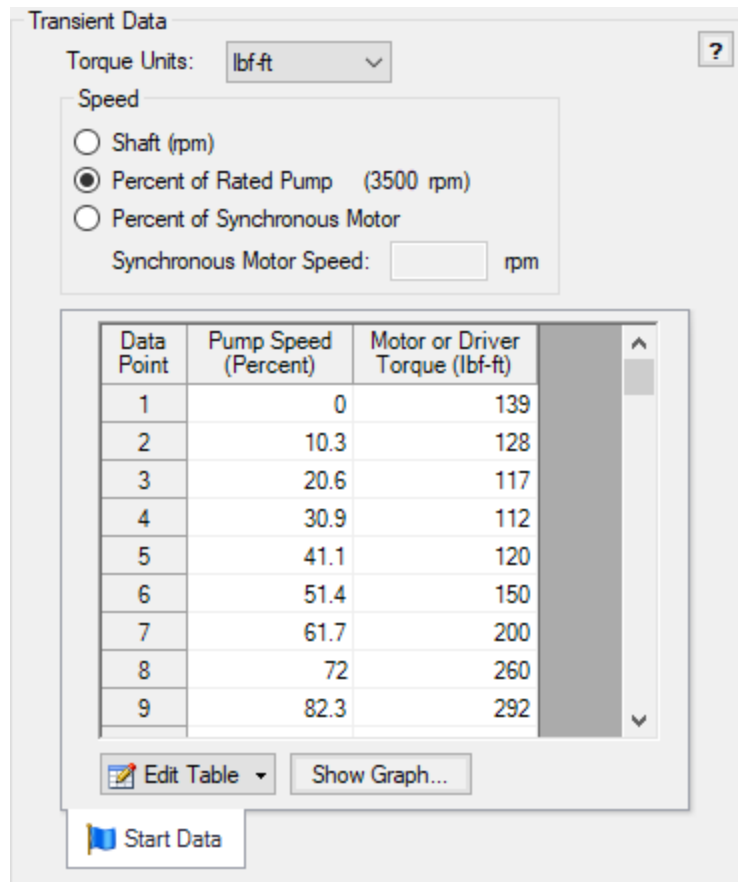 Transient Data
Torque Units: lbf-ft
?
Speed
Shaft (rpm)
Percent of Rated Pump (3500 rpm)
Percent of Synchronous Motor
Synchronous Motor Speed: rpm
Data Point Pump Speed (Percent) Motor or Driver Torque (lbf-ft)
1 0 139
2 10.3 128
3 20.6 117
4 30.9 112
5 41.1 120
6 51.4 150
7 61.7 200
8 72 260
9 82.3 292
Edit Table Show Graph...
Start Data